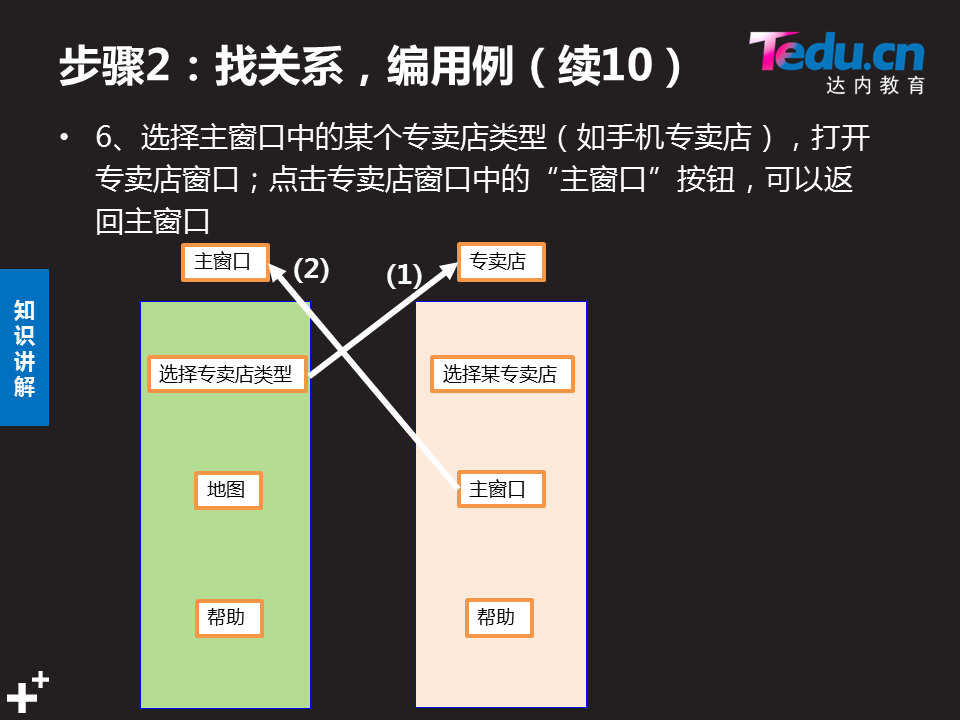 步骤2：找关系，编用例（续10）
Tedu.cn
达内教育
• 6、选择主窗口中的某个专卖店类型（如手机专卖店），打开
专卖店窗口；点击专卖店窗口中的“主窗口”按钮，可以返
回主窗口
主窗口
(2)
(1)
专卖店
知识讲解
选择专卖店类型
选择某专卖店
地图
主窗口
帮助
帮助